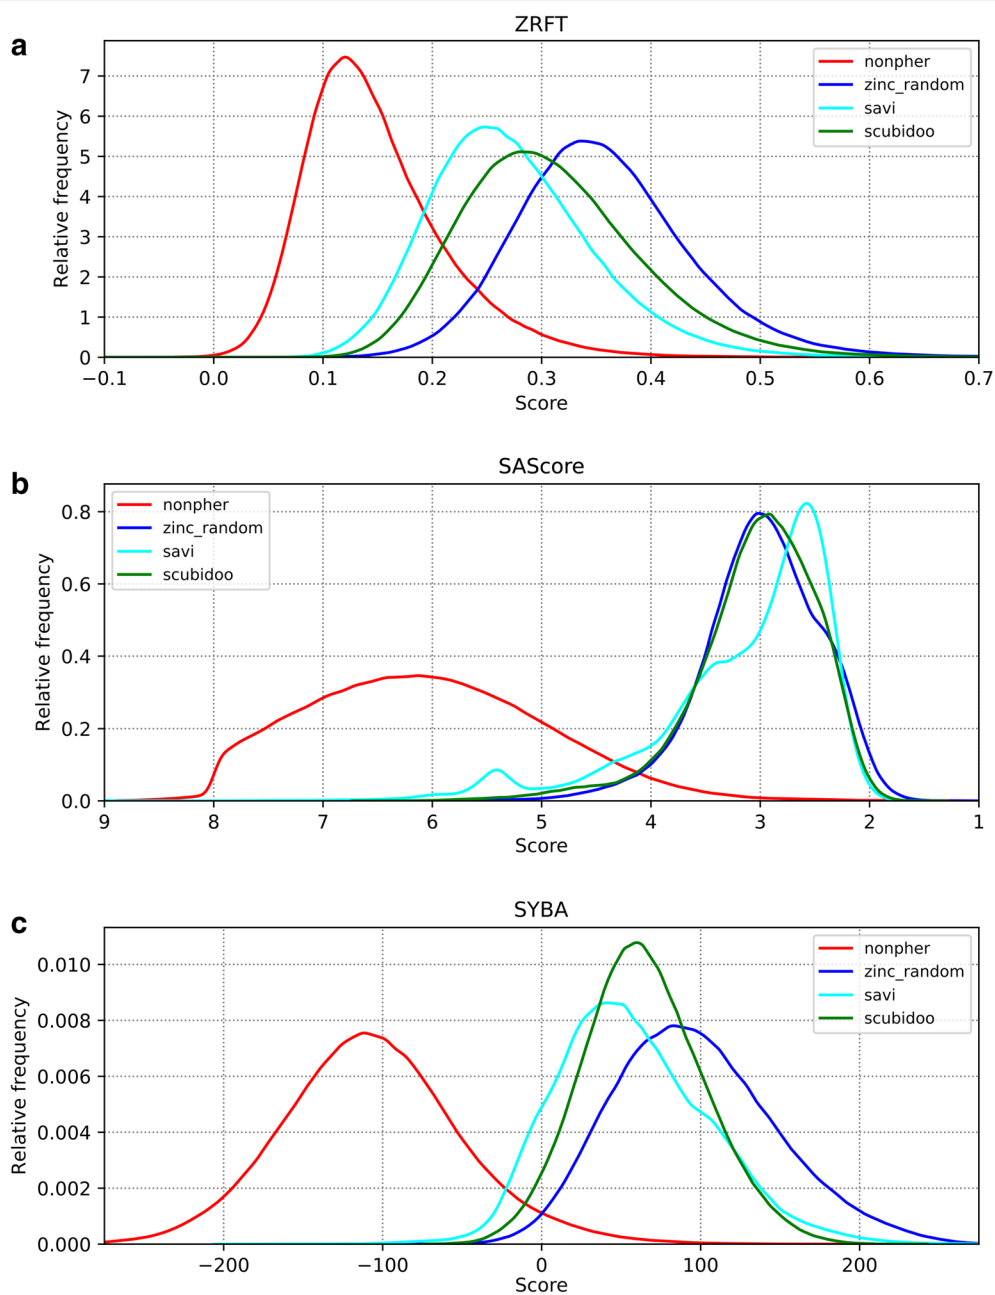 ZRFT
a
Relative frequency
7
6
5
4
3
2
1
0
nonpher
zinc_random
savi
scubidoo
−0.1 0.0 0.1 0.2 0.3 0.4 0.5 0.6 0.7
Score
SAScore
b
Relative frequency
0.8
0.6
0.4
0.2
0.0
nonpher
zinc_random
savi
scubidoo
9 8 7 6 5 4 3 2 1
Score
SYBA
c
Relative frequency
0.010
0.008
0.006
0.004
0.002
0.000
nonpher
zinc_random
savi
scubidoo
−200 −100 0 100 200
Score